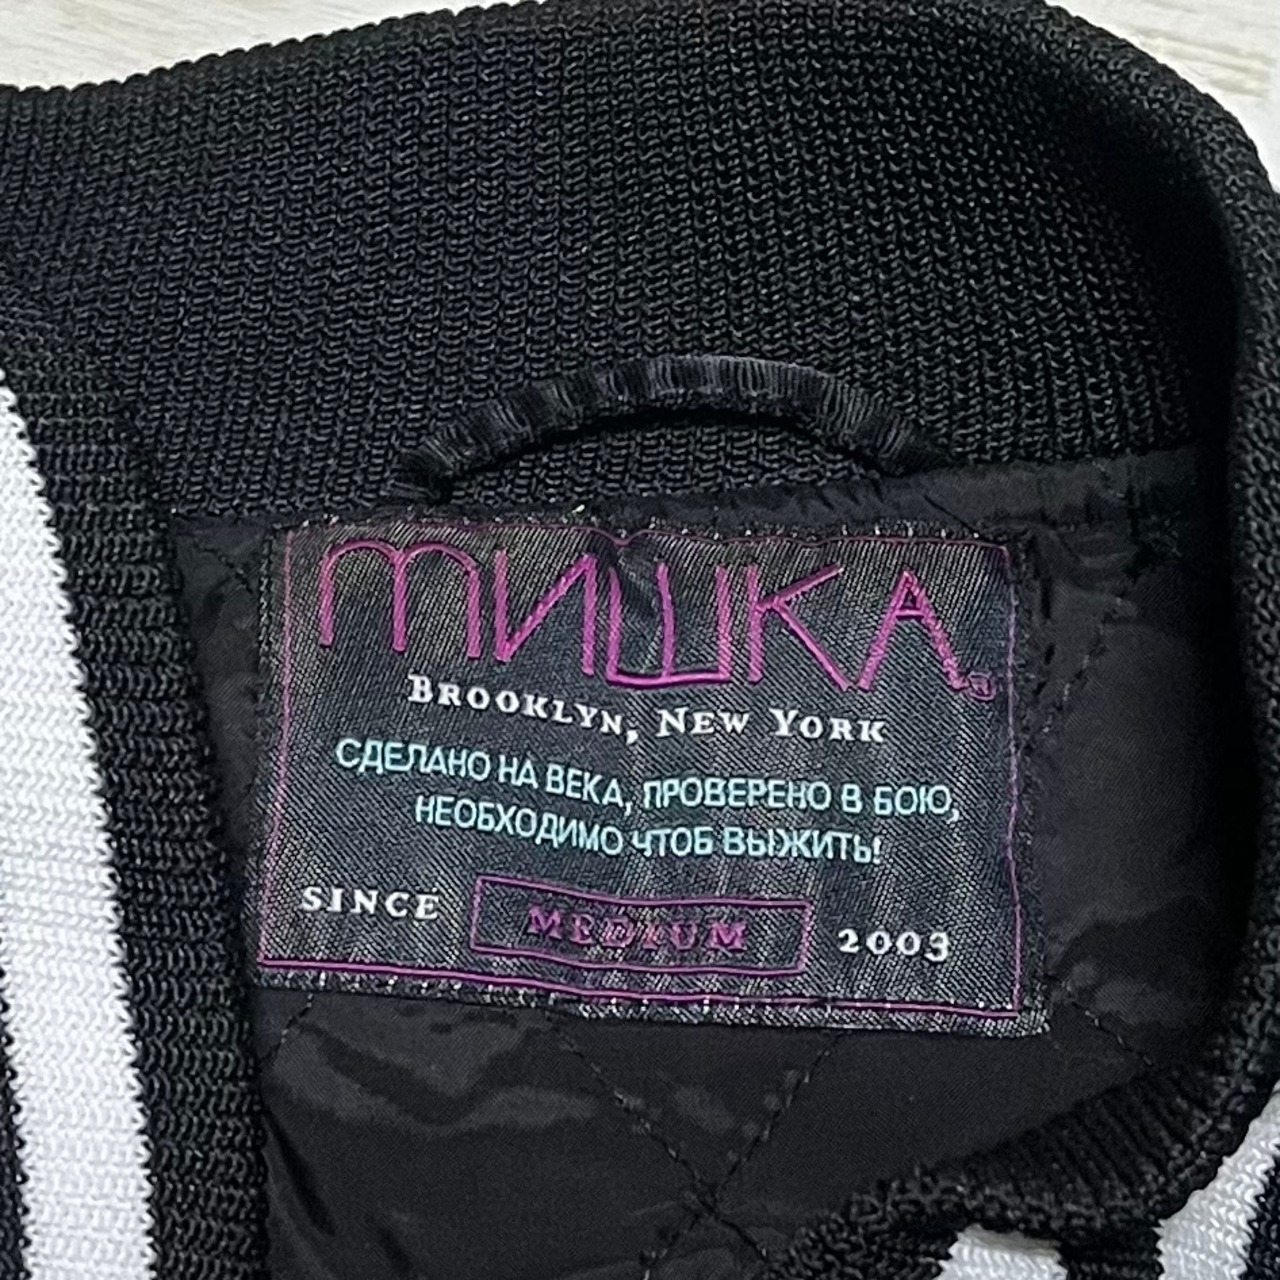 мишка®
BROOKLYN, NEW YORK
СДЕЛАНО НА ВЕКА, ПРОВЕРЕНО В БОЮ,
НЕОБХОДИМО ЧТОБ ВЫЖИТЬ!
SINCE MEDIUM 2003